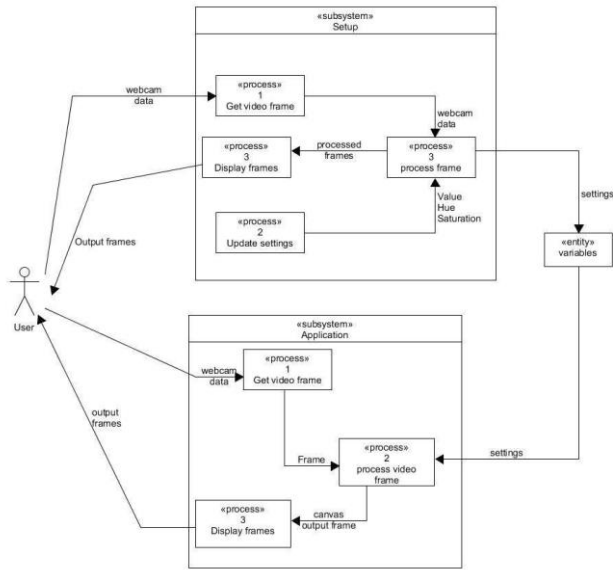 «subsystem»
Setup
webcam
data
«process»
1
Get video frame
webcam
data
«process»
3
Display frames
processed
frames
«process»
3
process frame
settings
Value
Hue
Saturation
«process»
2
Update settings
Output frames
«entity»
variables
User
«subsystem»
Application
webcam
data
«process»
1
Get video frame
output
frames
Frame
«process»
2
process video
frame
settings
«process»
3
Display frames
canvas
output frame